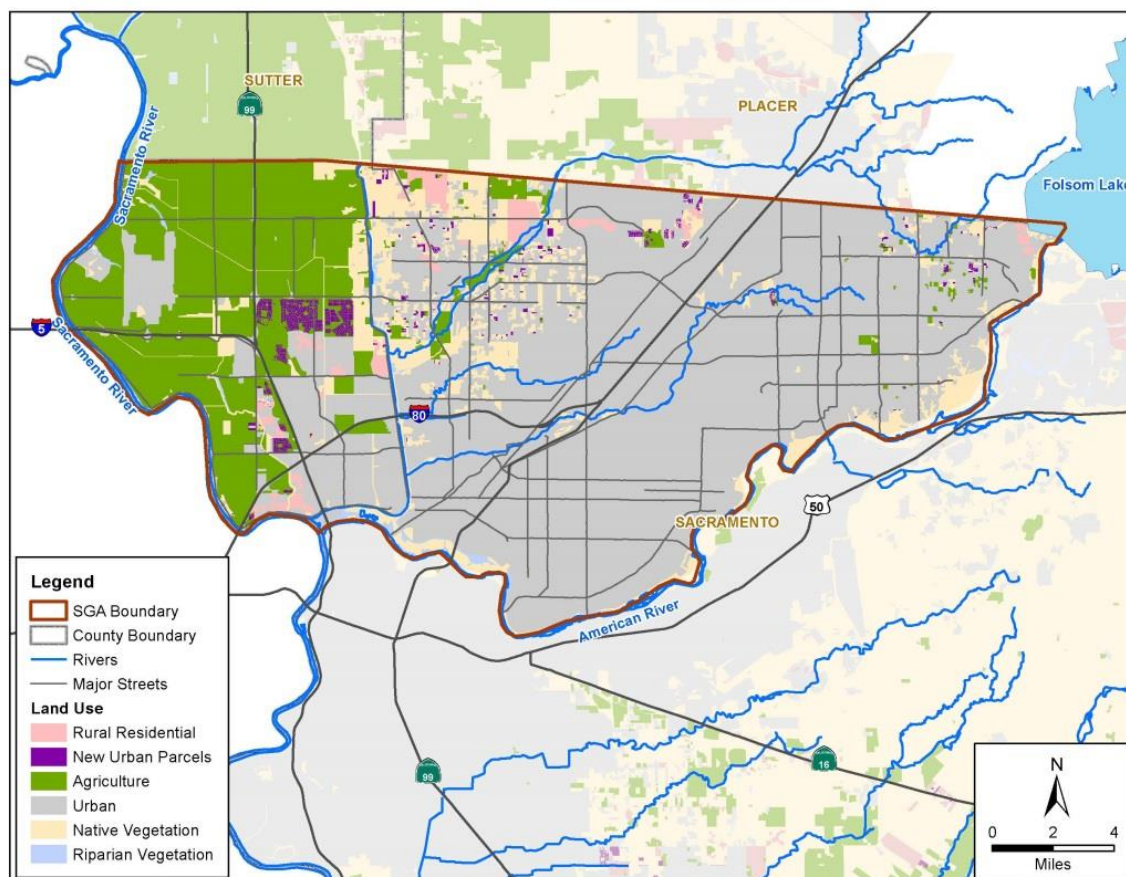 SUTTER
99
PLACER
Sacramento River
Folsom Lake
5
Sacramento River
80
50
SACRAMENTO
American River
99
16
Legend
SGA Boundary
County Boundary
Rivers
Major Streets
Land Use
Rural Residential
New Urban Parcels
Agriculture
Urban
Native Vegetation
Riparian Vegetation
N
0 2 4
Miles